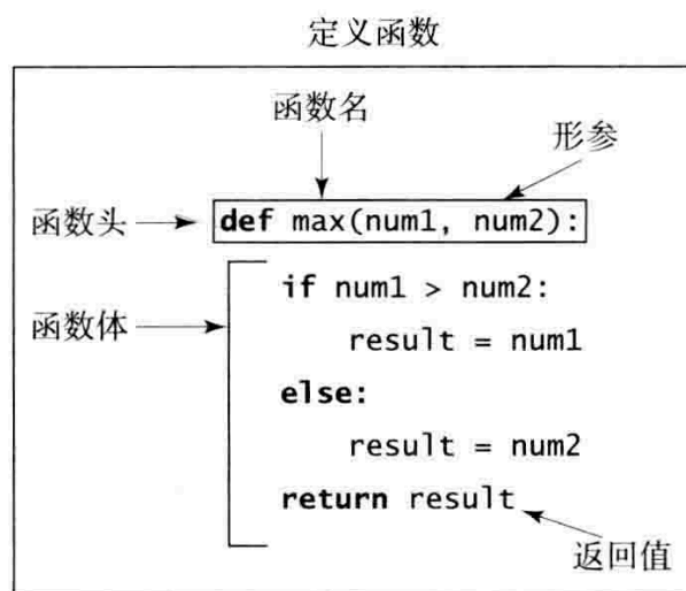 定义函数
函数名
形参
函数头
def max(num1, num2):
函数体
if num1 > num2:
result = num1
else:
result = num2
return result
返回值